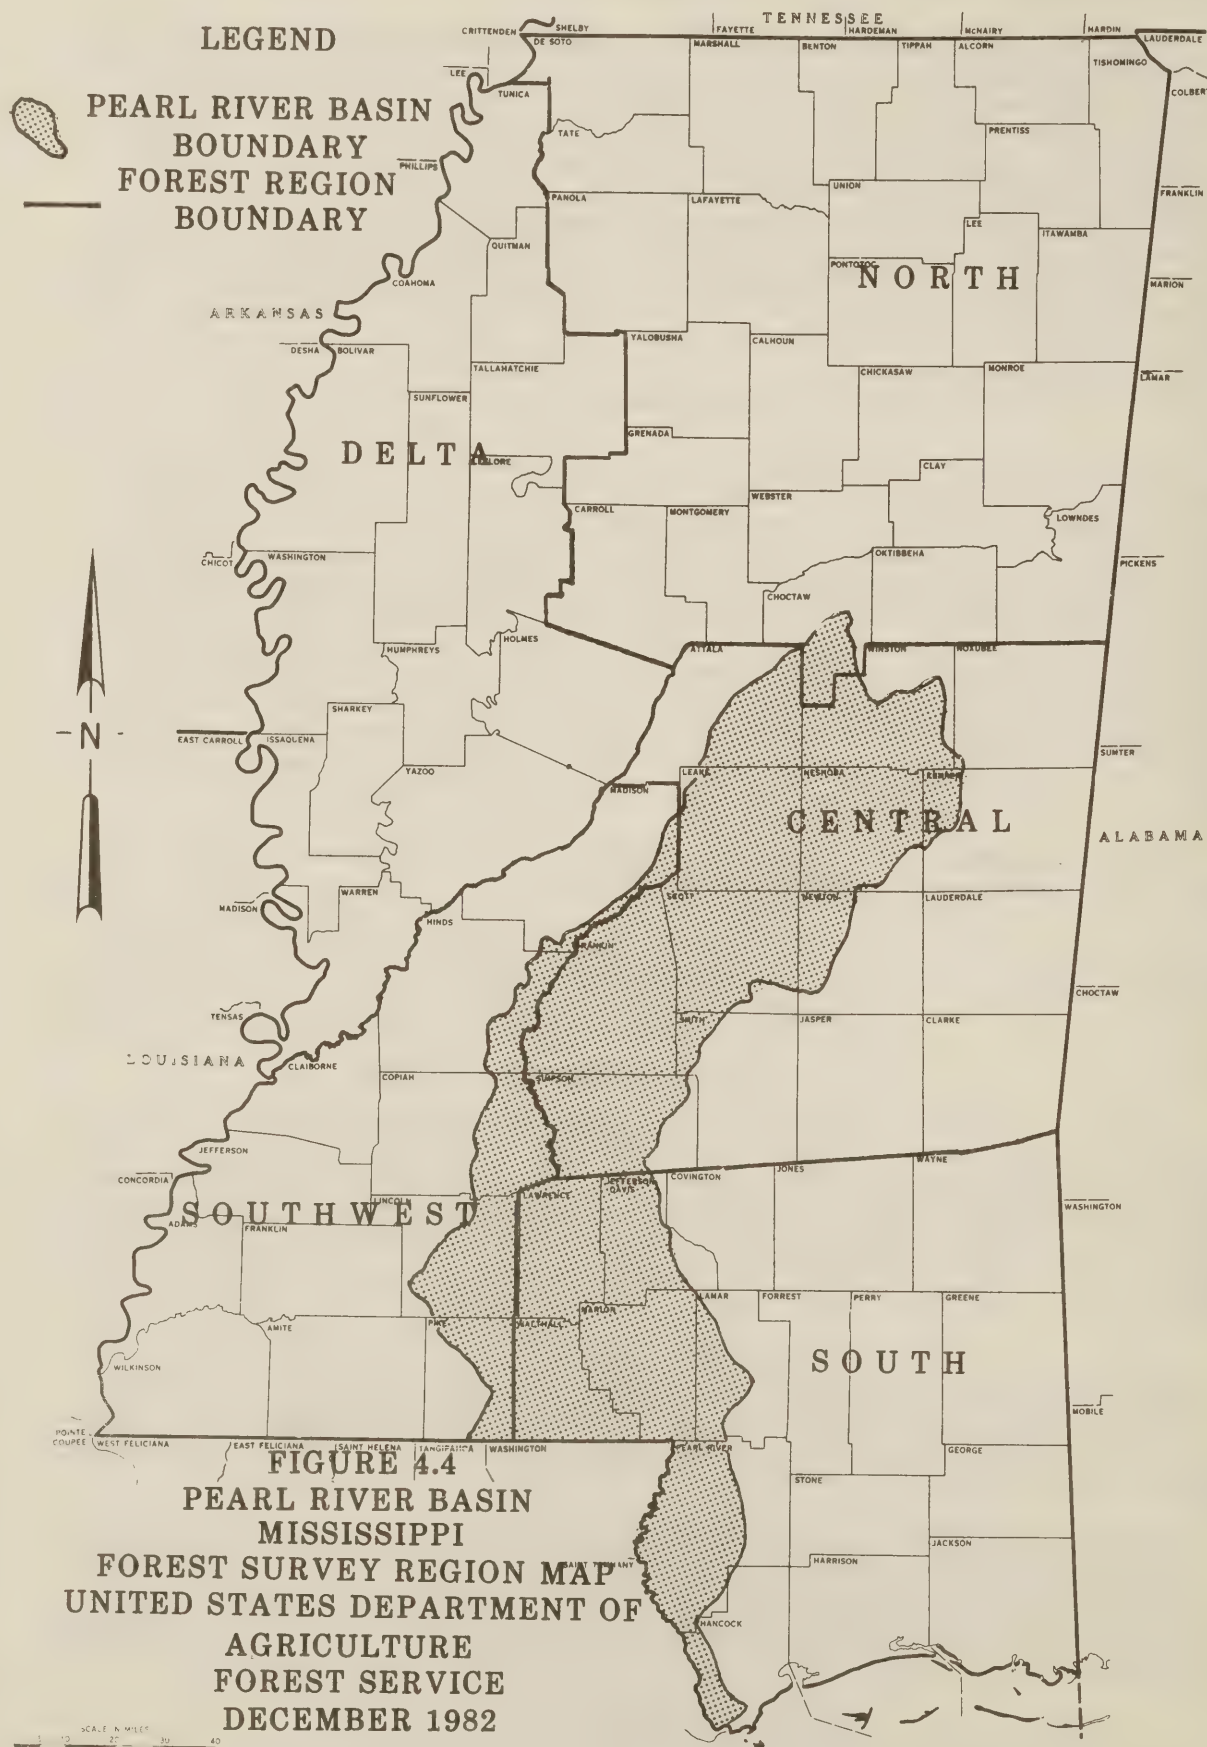 LEGEND
PEARL RIVER BASIN
BOUNDARY
FOREST REGION
BOUNDARY
TENNESSEE
CRITTENDEN
SHELBY
FAYETTE
HARDEMAN
McNAIRY
HARDIN
LAUDERDALE
DE SOTO
MARSHALL
BENTON
TIPPAH
ALCORN
TISHOMINGO
LEE
TUNICA
COLBERT
TATE
PRENTISS
PHILLIPS
PANOLA
LAFAYETTE
UNION
FRANKLIN
LEE
ITAWAMBA
QUITMAN
PONTOTOC
NORTH
COAHOMA
MARION
ARKANSAS
DESHA
BOLIVAR
YALOBUSHA
CALHOUN
TALLAHATCHIE
CHICKASAW
MONROE
LAMAR
SUNFLOWER
GRENADA
DELTA
CLAY
WEBSTER
CARROLL
MONTGOMERY
LOWNDES
CHICOT
WASHINGTON
OKTIBBEHA
PICKENS
CHOCTAW
HOLMES
HUMPHREYS
ATTALA
WINSTON
NOXUBEE
SHARKEY
N
EAST CARROLL
ISSAQUENA
SUMTER
YAZOO
LEAKE
NESHOBA
KEMPER
MADISON
CENTRAL
ALABAMA
WARREN
MADISON
HINDS
SCOTT
NEWTON
LAUDERDALE
RANKIN
CHOCTAW
TENSAS
SMITH
JASPER
CLARKE
LOUISIANA
CLAIBORNE
COPIAH
SIMPSON
JEFFERSON
CONCORDIA
COVINGTON
JONES
WAYNE
JEFFERSON
DAVIS
LINCOLN
LAWRENCE
WASHINGTON
ADAMS
SOUTHWEST
FRANKLIN
LAMAR
FORREST
PERRY
GREENE
MARION
AMITE
PIKE
WALTHALL
WILKINSON
SOUTH
MOBILE
POINTE
COUPEE
WEST FELICIANA
EAST FELICIANA
SAINT HELENA
TANGIPAHOA
WASHINGTON
PEARL RIVER
GEORGE
STONE
JACKSON
HARRISON
HANCOCK
FIGURE 4.4
PEARL RIVER BASIN
MISSISSIPPI
FOREST SURVEY REGION MAP
UNITED STATES DEPARTMENT OF
AGRICULTURE
FOREST SERVICE
DECEMBER 1982
SCALE IN MILES
10 20 30 40